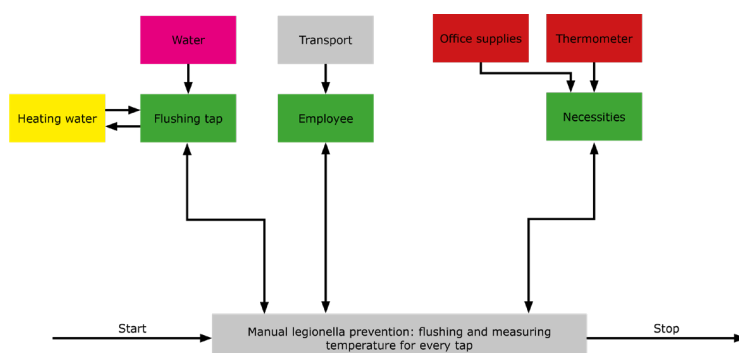 Water
Transport
Office supplies
Thermometer
Heating water
Flushing tap
Employee
Necessities
Start
Manual legionella prevention: flushing and measuring
temperature for every tap
Stop